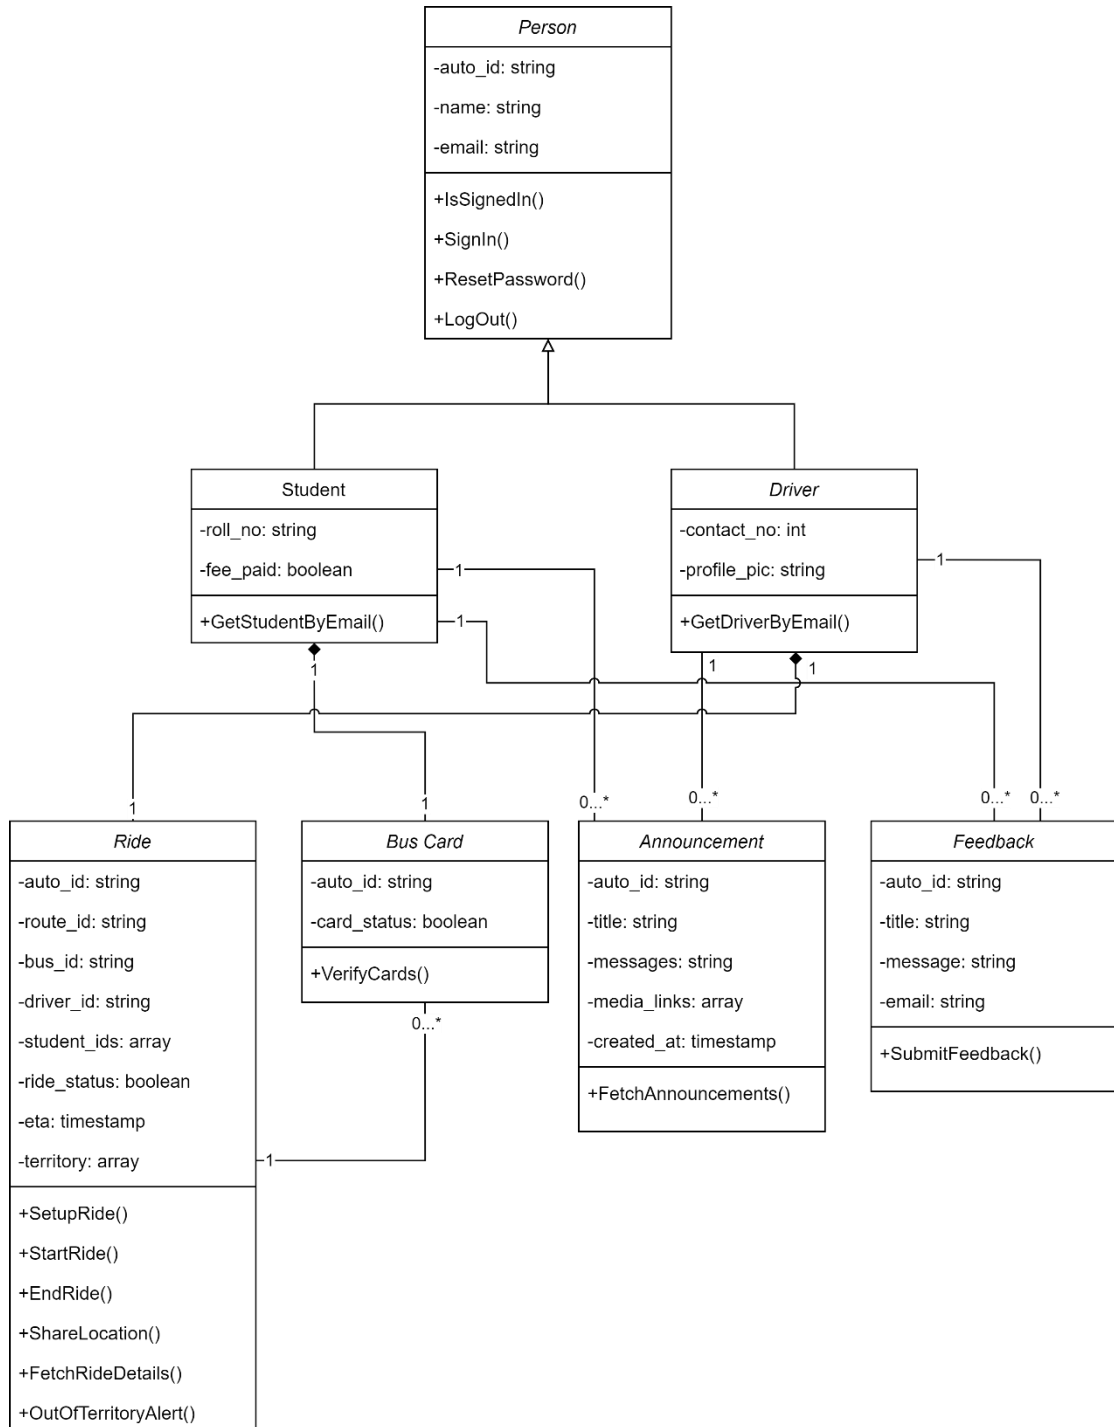 Person
-auto_id: string
-name: string
-email: string
+IsSignedIn()
+SignIn()
+ResetPassword()
+LogOut()
Student
-roll_no: string
-fee_paid: boolean
+GetStudentByEmail()
1
1
1
Driver
-contact_no: int
-profile_pic: string
+GetDriverByEmail()
1
1
1
1
1
0...*
0...*
0...*
0...*
Ride
-auto_id: string
-route_id: string
-bus_id: string
-driver_id: string
-student_ids: array
-ride_status: boolean
-eta: timestamp
-territory: array
+SetupRide()
+StartRide()
+EndRide()
+ShareLocation()
+FetchRideDetails()
+OutOfTerritoryAlert()
1
Bus Card
-auto_id: string
-card_status: boolean
+VerifyCards()
0...*
Announcement
-auto_id: string
-title: string
-messages: string
-media_links: array
-created_at: timestamp
+FetchAnnouncements()
Feedback
-auto_id: string
-title: string
-message: string
-email: string
+SubmitFeedback()